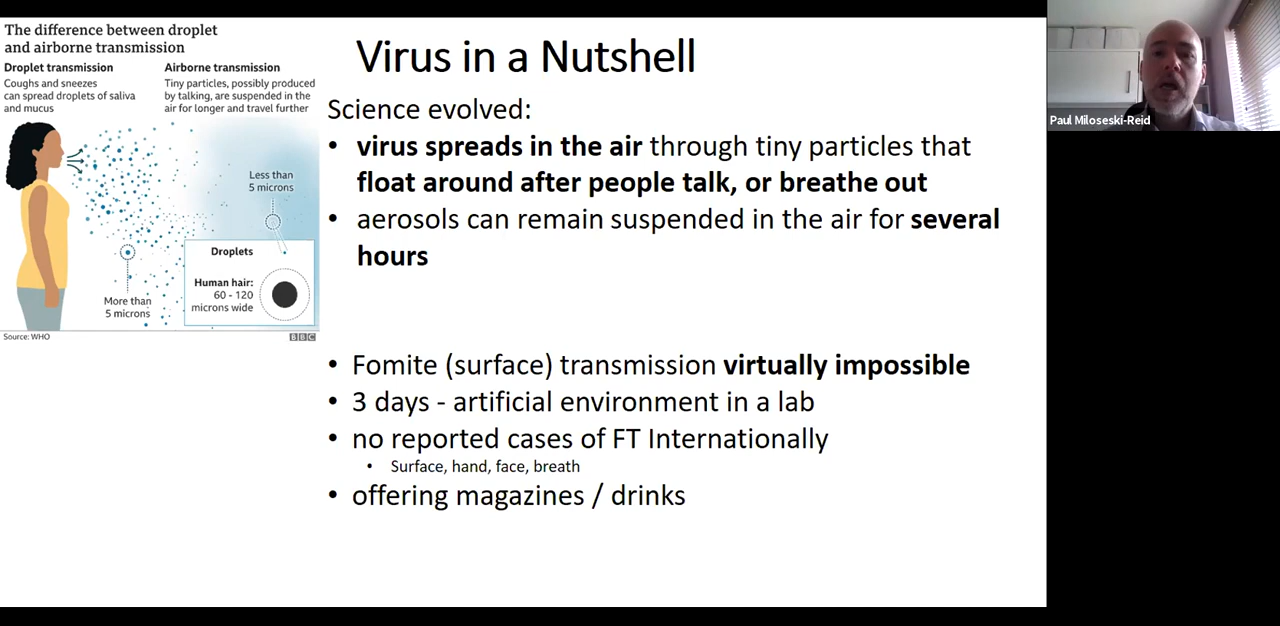 The difference between droplet
and airborne transmission
Droplet transmission
Coughs and sneezes
can spread droplets of saliva
and mucus
Airborne transmission
Tiny particles, possibly produced
by talking, are suspended in the
air for longer and travel further
Less than
5 microns
More than
5 microns
Droplets
Human hair:
60 - 120
microns wide
Source: WHO
BBC
Virus in a Nutshell
Science evolved:
• virus spreads in the air through tiny particles that
float around after people talk, or breathe out
• aerosols can remain suspended in the air for several
hours
• Fomite (surface) transmission virtually impossible
• 3 days - artificial environment in a lab
• no reported cases of FT Internationally
• Surface, hand, face, breath
• offering magazines / drinks
Paul Miloseski-Reid